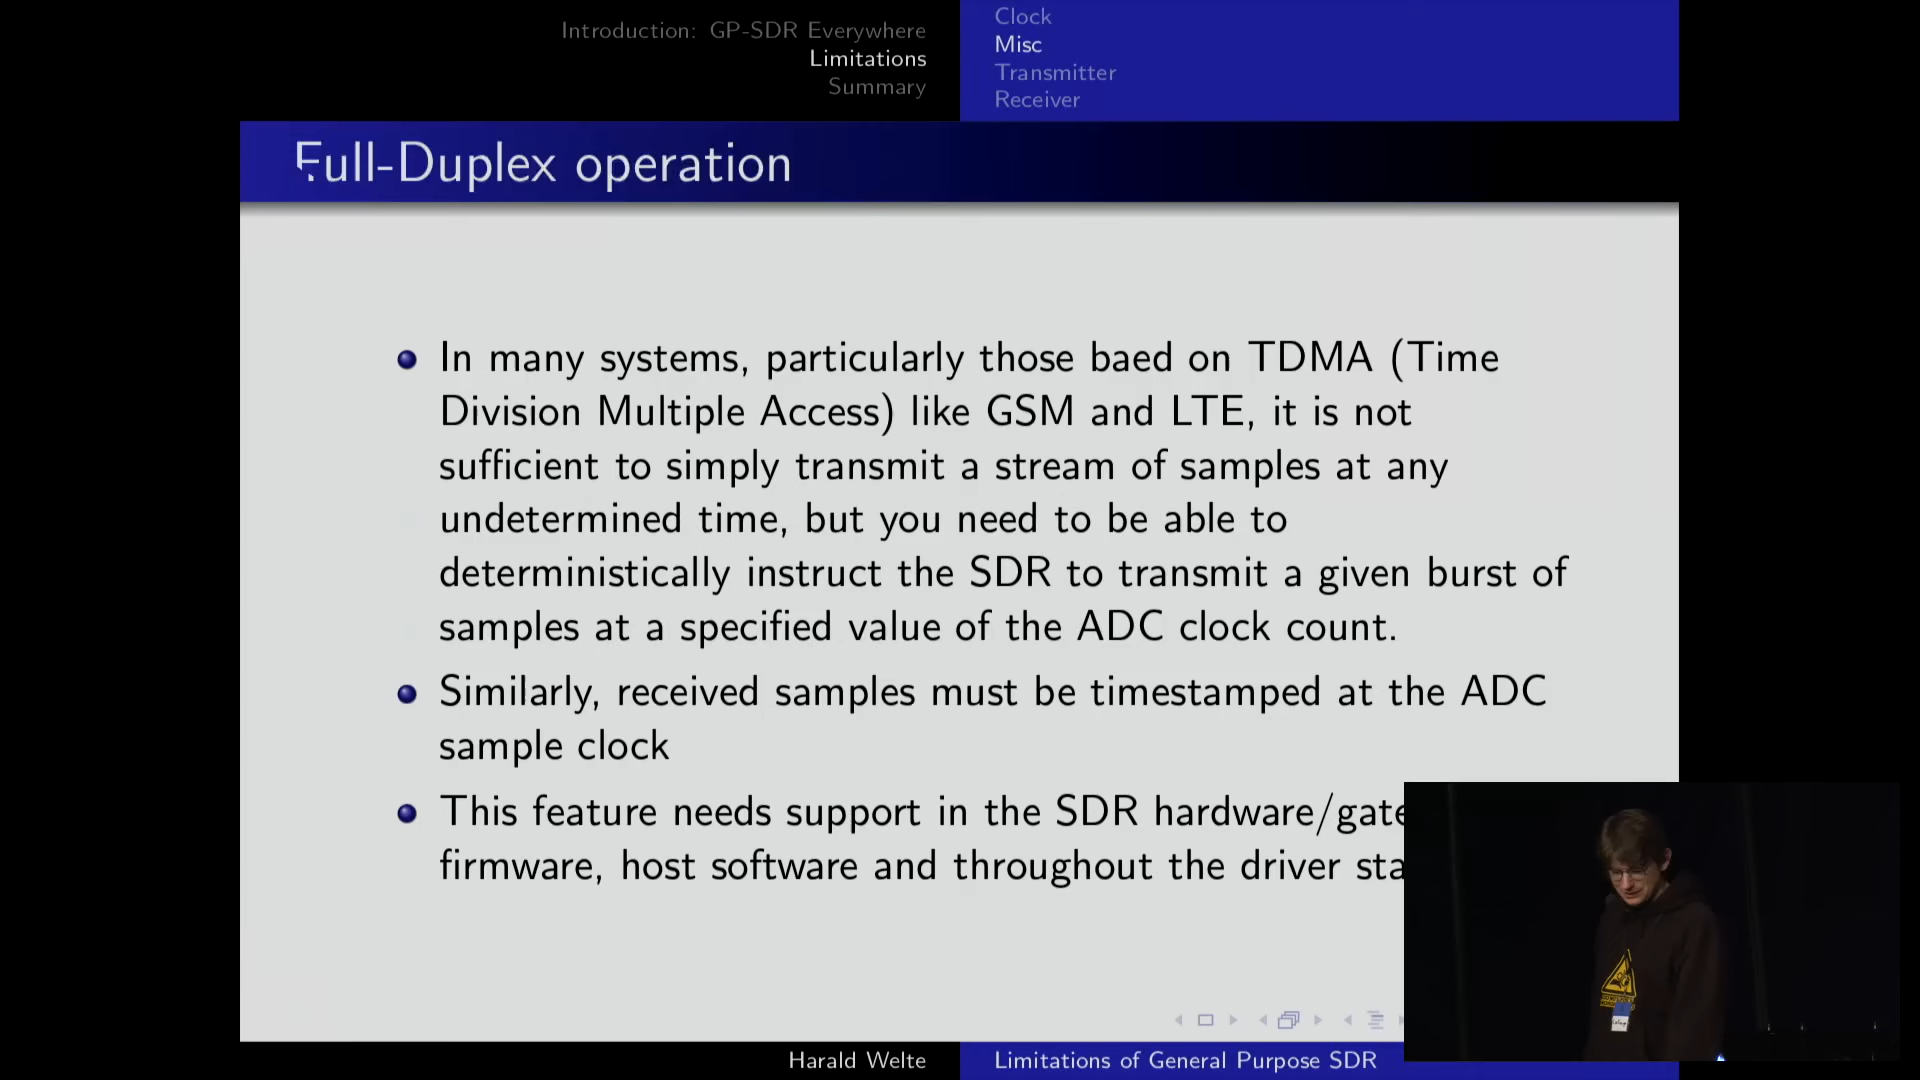 Introduction: GP-SDR Everywhere
Limitations
Summary
Clock
Misc
Transmitter
Receiver
Full-Duplex operation
In many systems, particularly those baed on TDMA (Time
Division Multiple Access) like GSM and LTE, it is not
sufficient to simply transmit a stream of samples at any
undetermined time, but you need to be able to
deterministically instruct the SDR to transmit a given burst of
samples at a specified value of the ADC clock count.
Similarly, received samples must be timestamped at the ADC
sample clock
This feature needs support in the SDR hardware/gate
firmware, host software and throughout the driver sta
Harald Welte
Limitations of General Purpose SDR